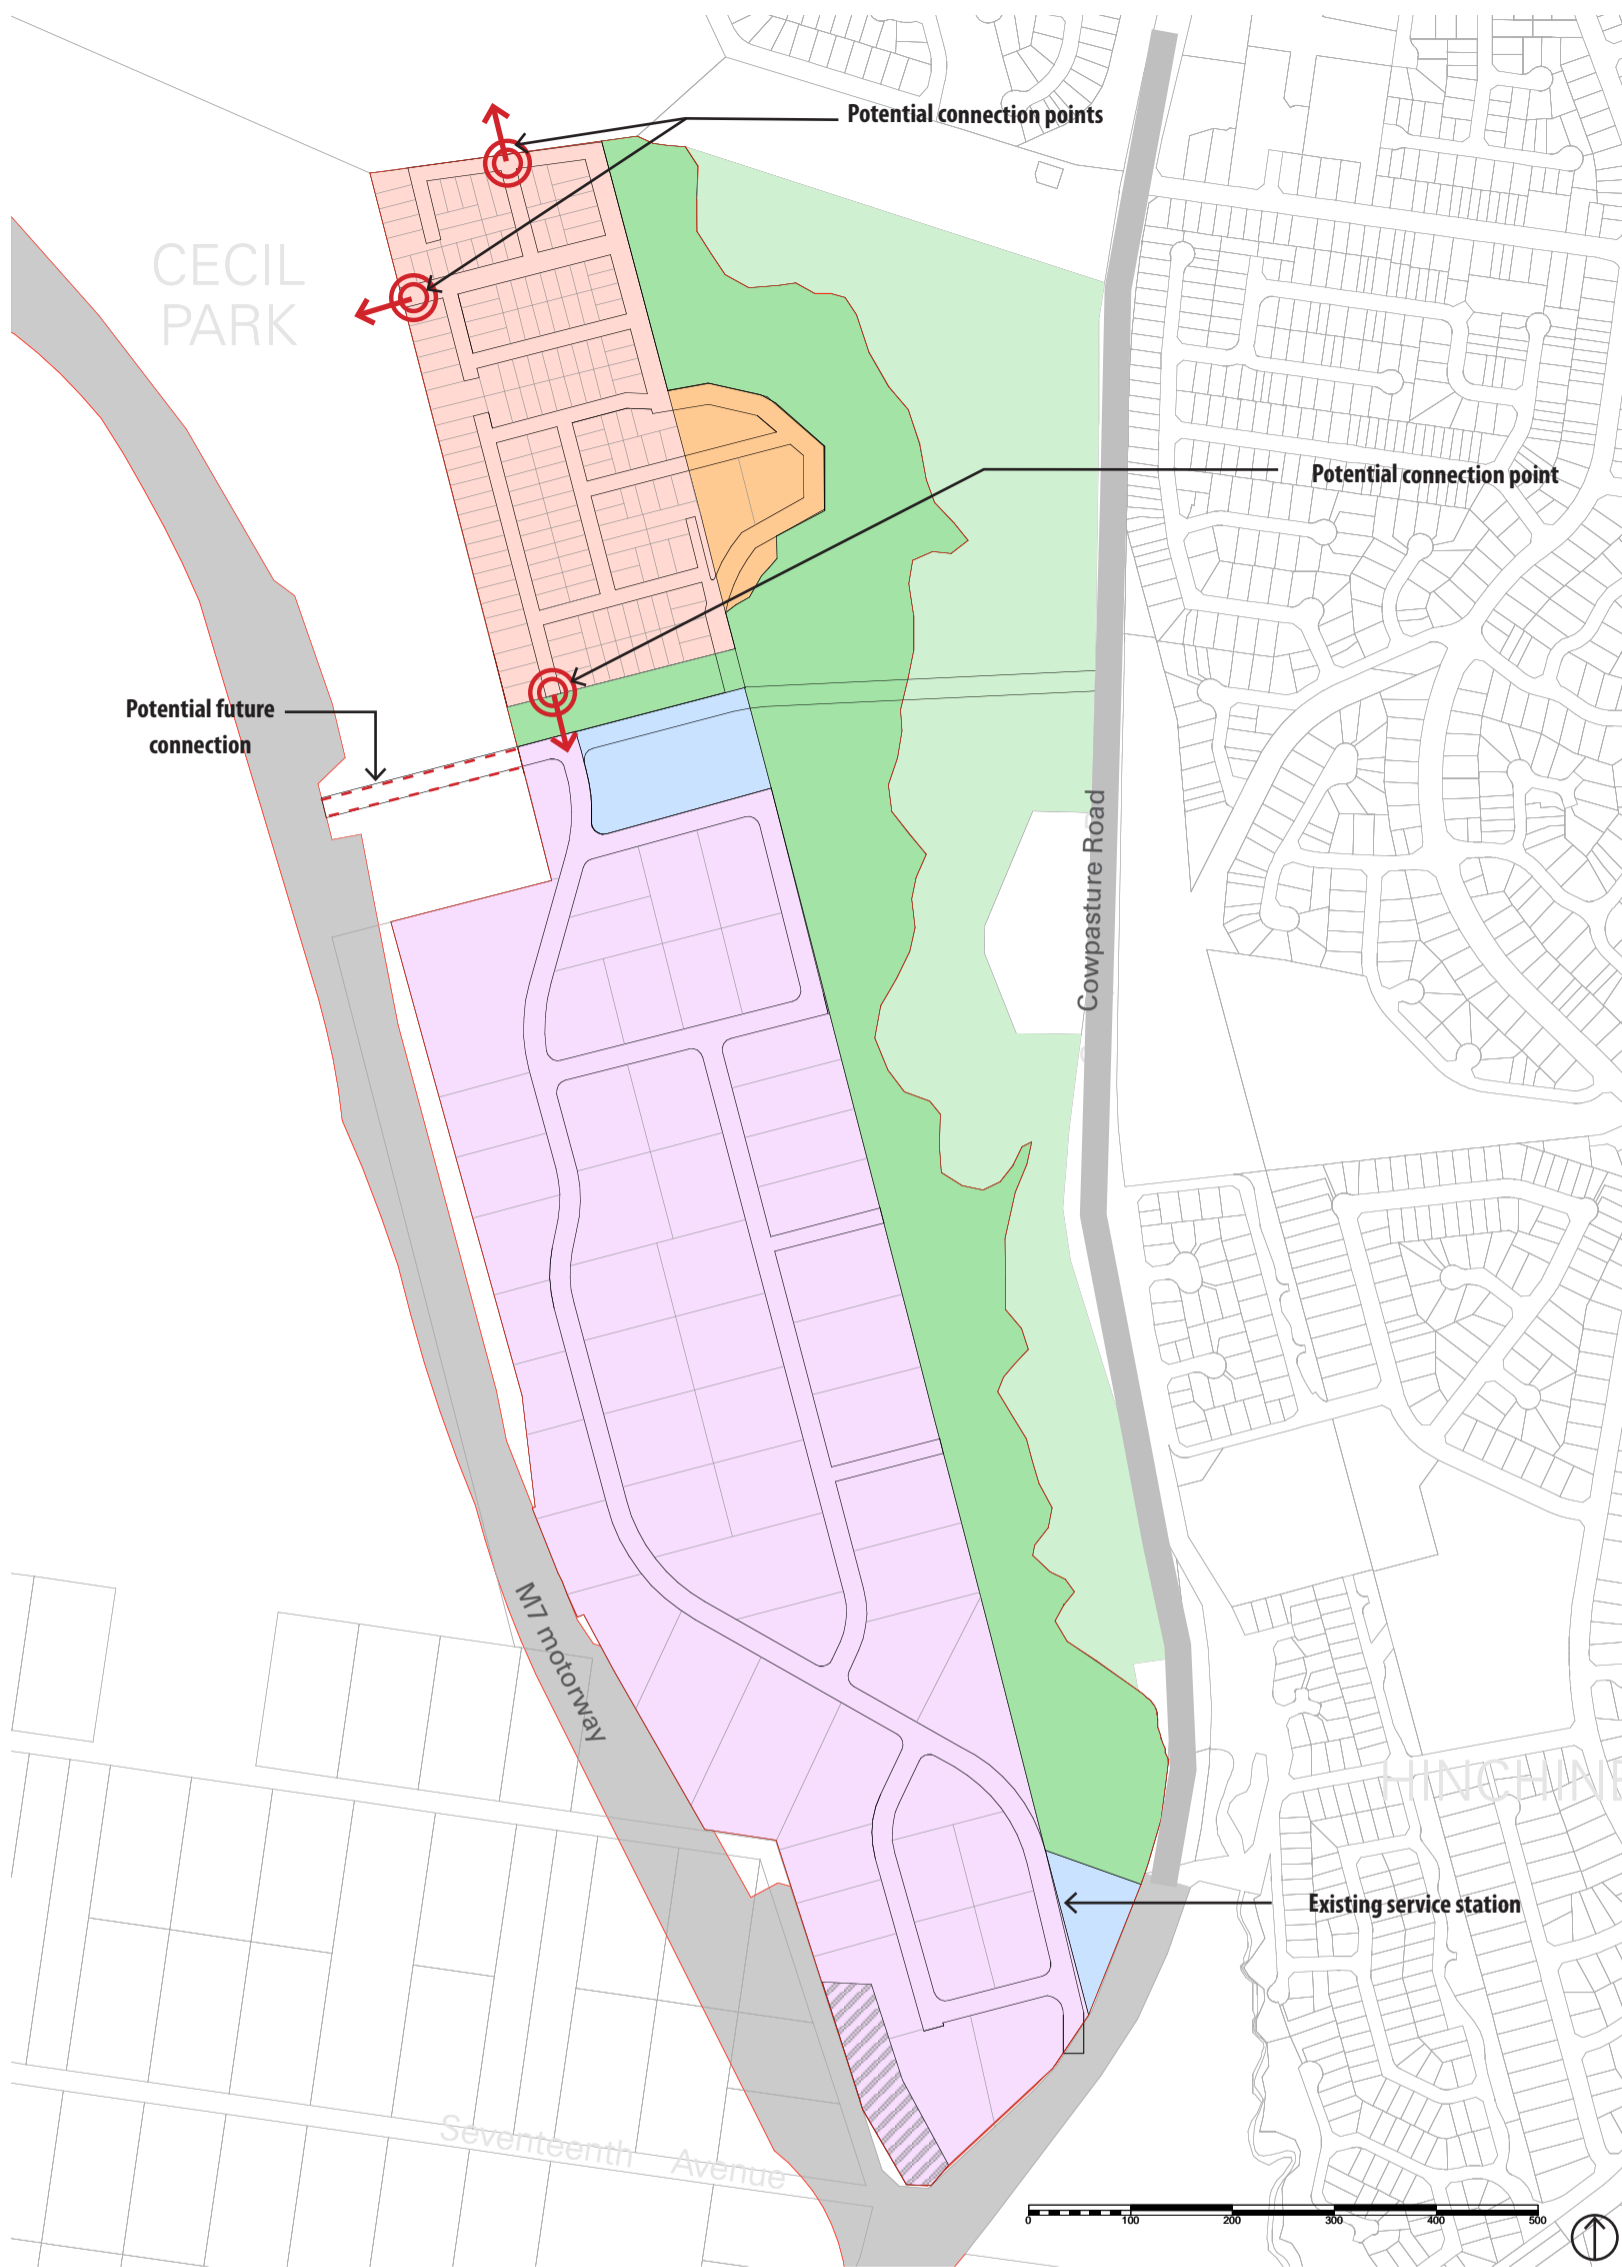 Potential connection points
CECIL
PARK
Potential connection point
Potential future
connection
Cowpasture Road
M7 motorway
Existing service station
Seventeenth Avenue
0 100 200 300 400 500